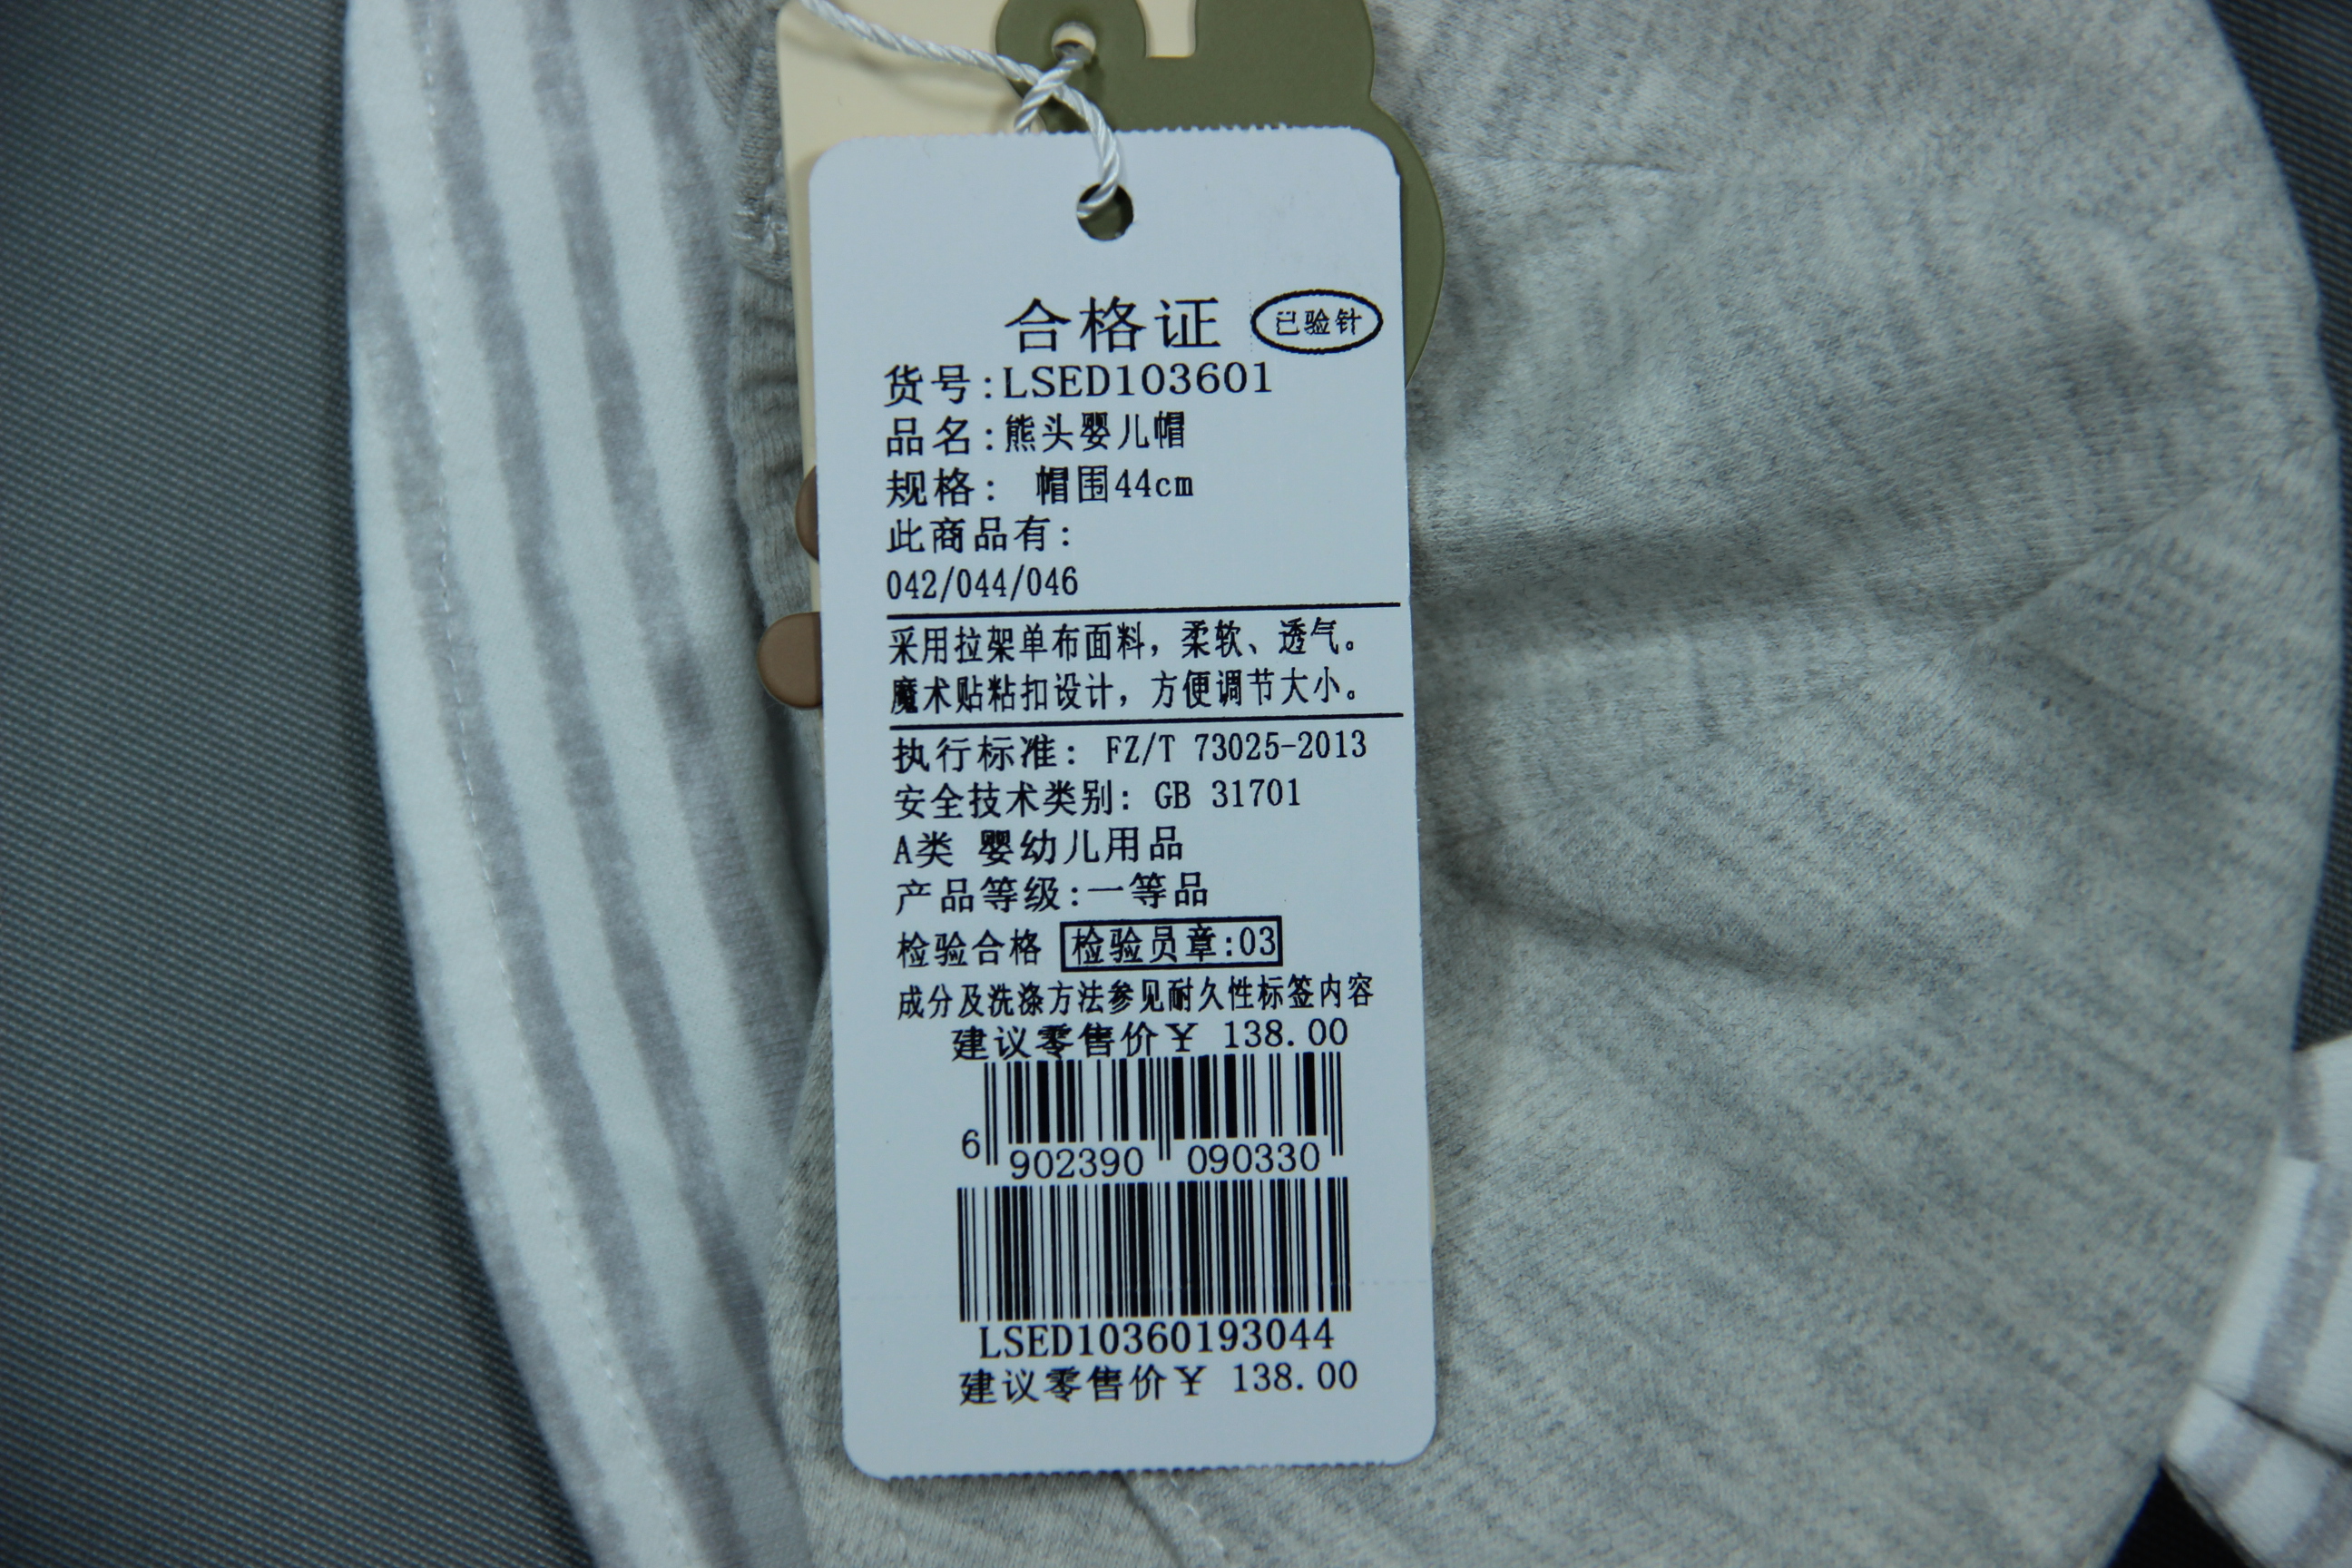 合格证 已验针
货号:LSED103601
品名:熊头婴儿帽
规格: 帽围44cm
此商品有:
042/044/046
采用拉架单布面料，柔软、透气。
魔术贴粘扣设计，方便调节大小。
执行标准: FZ/T 73025-2013
安全技术类别: GB 31701
A类 婴幼儿用品
产品等级:一等品
检验合格 检验员章:03
成分及洗涤方法参见耐久性标签内容
建议零售价¥ 138.00
6 902390 090330
LSED10360193044
建议零售价¥ 138.00